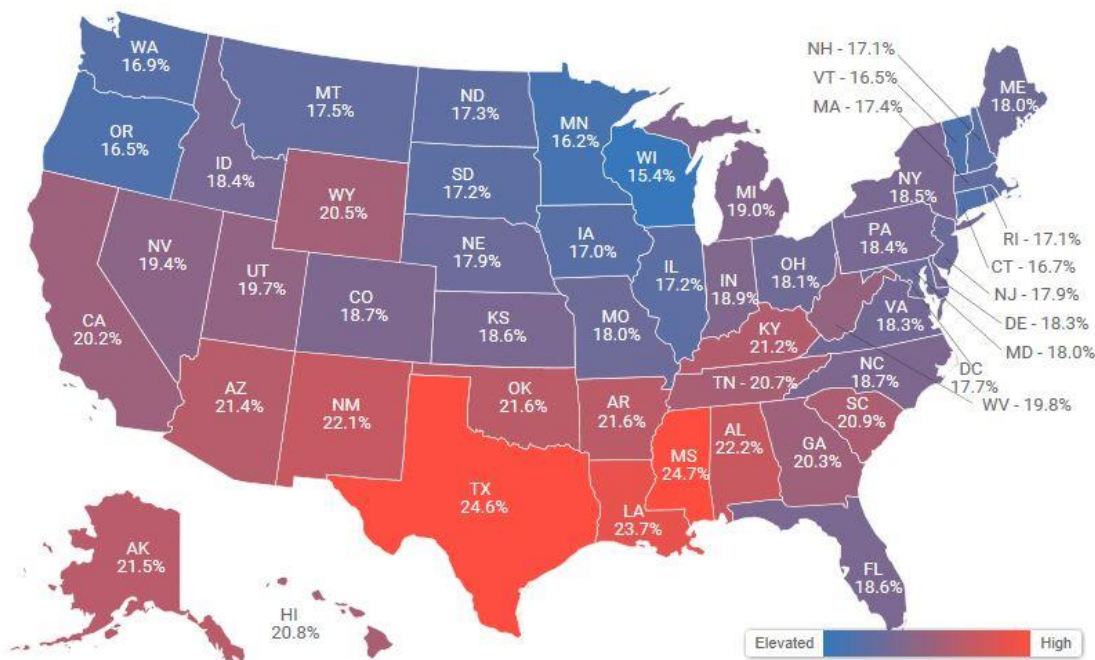 WA
16.9%
OR
16.5%
CA
20.2%
NV
19.4%
ID
18.4%
MT
17.5%
WY
20.5%
UT
19.7%
AZ
21.4%
CO
18.7%
NM
22.1%
ND
17.3%
SD
17.2%
NE
17.9%
KS
18.6%
OK
21.6%
TX
24.6%
MN
16.2%
IA
17.0%
MO
18.0%
AR
21.6%
LA
23.7%
WI
15.4%
IL
17.2%
MS
24.7%
MI
19.0%
IN
18.9%
OH
18.1%
KY
21.2%
TN - 20.7%
AL
22.2%
GA
20.3%
FL
18.6%
SC
20.9%
NC
18.7%
VA
18.3%
PA
18.4%
NY
18.5%
ME
18.0%
NH - 17.1%
VT - 16.5%
MA - 17.4%
RI - 17.1%
CT - 16.7%
NJ - 17.9%
DE - 18.3%
MD - 18.0%
DC
17.7%
WV - 19.8%
AK
21.5%
HI
20.8%
Elevated
High